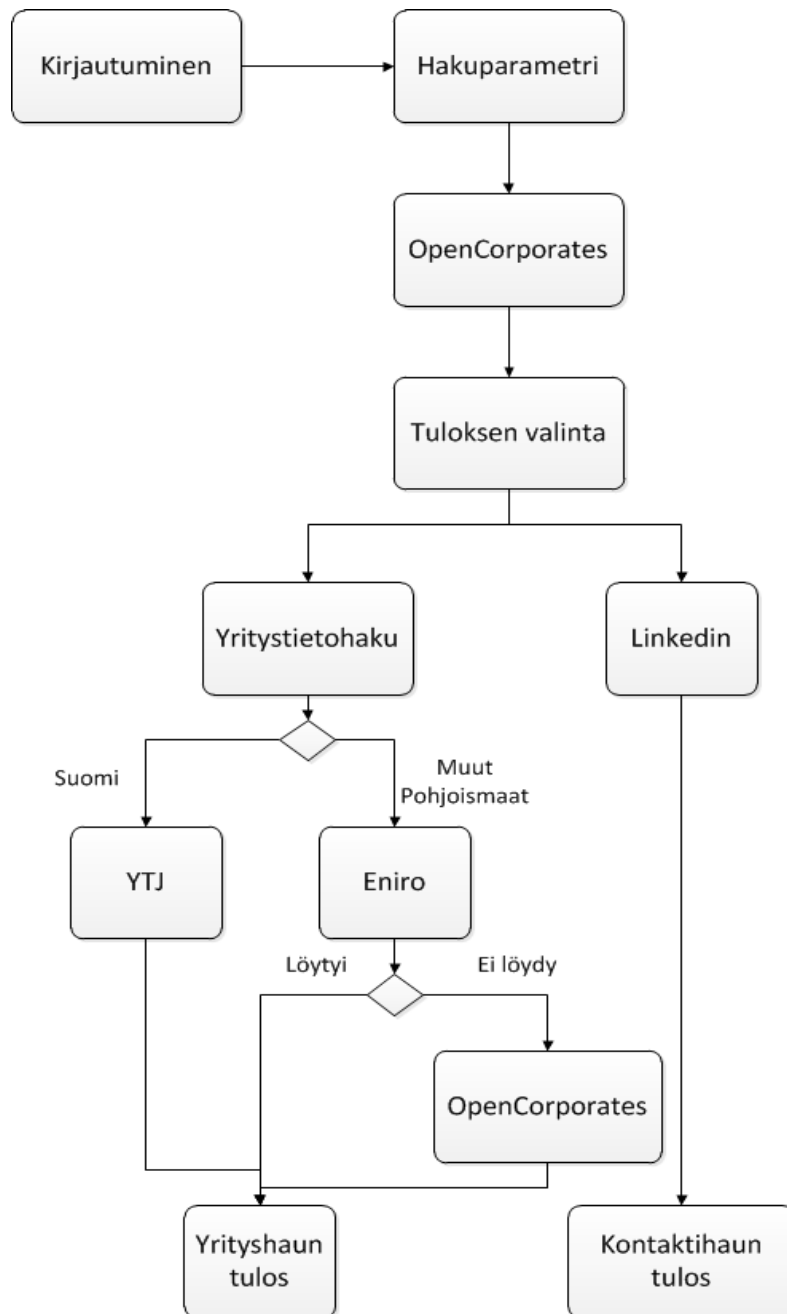 Kirjautuminen
Hakuparametri
OpenCorporates
Tuloksen valinta
Yritystietohaku
Linkedin
Suomi
Muut
Pohjoismaat
YTJ
Eniro
Löytyi
Ei löydy
OpenCorporates
Yrityshaun
tulos
Kontaktihaun
tulos